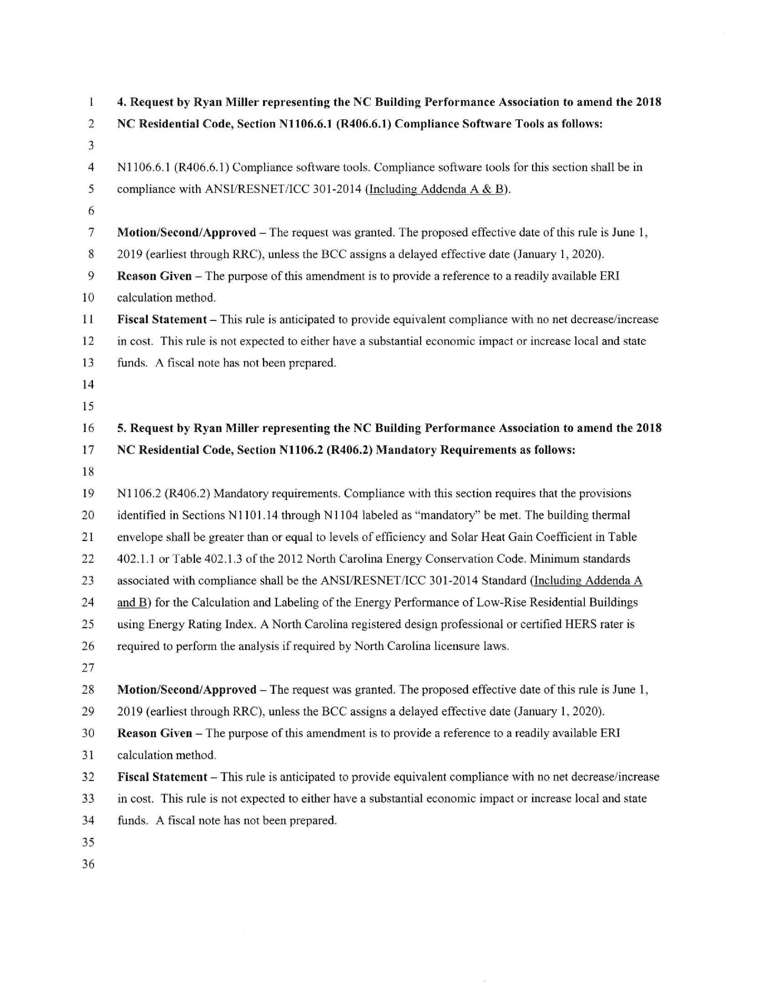 1 4. Request by Ryan Miller representing the NC Building Performance Association to amend the 2018
2 NC Residential Code, Section N1106.6.1 (R406.6.1) Compliance Software Tools as follows:
3
4 N1106.6.1 (R406.6.1) Compliance software tools. Compliance software tools for this section shall be in
5 compliance with ANSI/RESNET/ICC 301-2014 (Including Addenda A & B).
6
7 Motion/Second/Approved – The request was granted. The proposed effective date of this rule is June 1,
8 2019 (earliest through RRC), unless the BCC assigns a delayed effective date (January 1, 2020).
9 Reason Given – The purpose of this amendment is to provide a reference to a readily available ERI
10 calculation method.
11 Fiscal Statement – This rule is anticipated to provide equivalent compliance with no net decrease/increase
12 in cost. This rule is not expected to either have a substantial economic impact or increase local and state
13 funds. A fiscal note has not been prepared.
14
15
16 5. Request by Ryan Miller representing the NC Building Performance Association to amend the 2018
17 NC Residential Code, Section N1106.2 (R406.2) Mandatory Requirements as follows:
18
19 N1106.2 (R406.2) Mandatory requirements. Compliance with this section requires that the provisions
20 identified in Sections N1101.14 through N1104 labeled as “mandatory” be met. The building thermal
21 envelope shall be greater than or equal to levels of efficiency and Solar Heat Gain Coefficient in Table
22 402.1.1 or Table 402.1.3 of the 2012 North Carolina Energy Conservation Code. Minimum standards
23 associated with compliance shall be the ANSI/RESNET/ICC 301-2014 Standard (Including Addenda A
24 and B) for the Calculation and Labeling of the Energy Performance of Low-Rise Residential Buildings
25 using Energy Rating Index. A North Carolina registered design professional or certified HERS rater is
26 required to perform the analysis if required by North Carolina licensure laws.
27
28 Motion/Second/Approved – The request was granted. The proposed effective date of this rule is June 1,
29 2019 (earliest through RRC), unless the BCC assigns a delayed effective date (January 1, 2020).
30 Reason Given – The purpose of this amendment is to provide a reference to a readily available ERI
31 calculation method.
32 Fiscal Statement – This rule is anticipated to provide equivalent compliance with no net decrease/increase
33 in cost. This rule is not expected to either have a substantial economic impact or increase local and state
34 funds. A fiscal note has not been prepared.
35
36